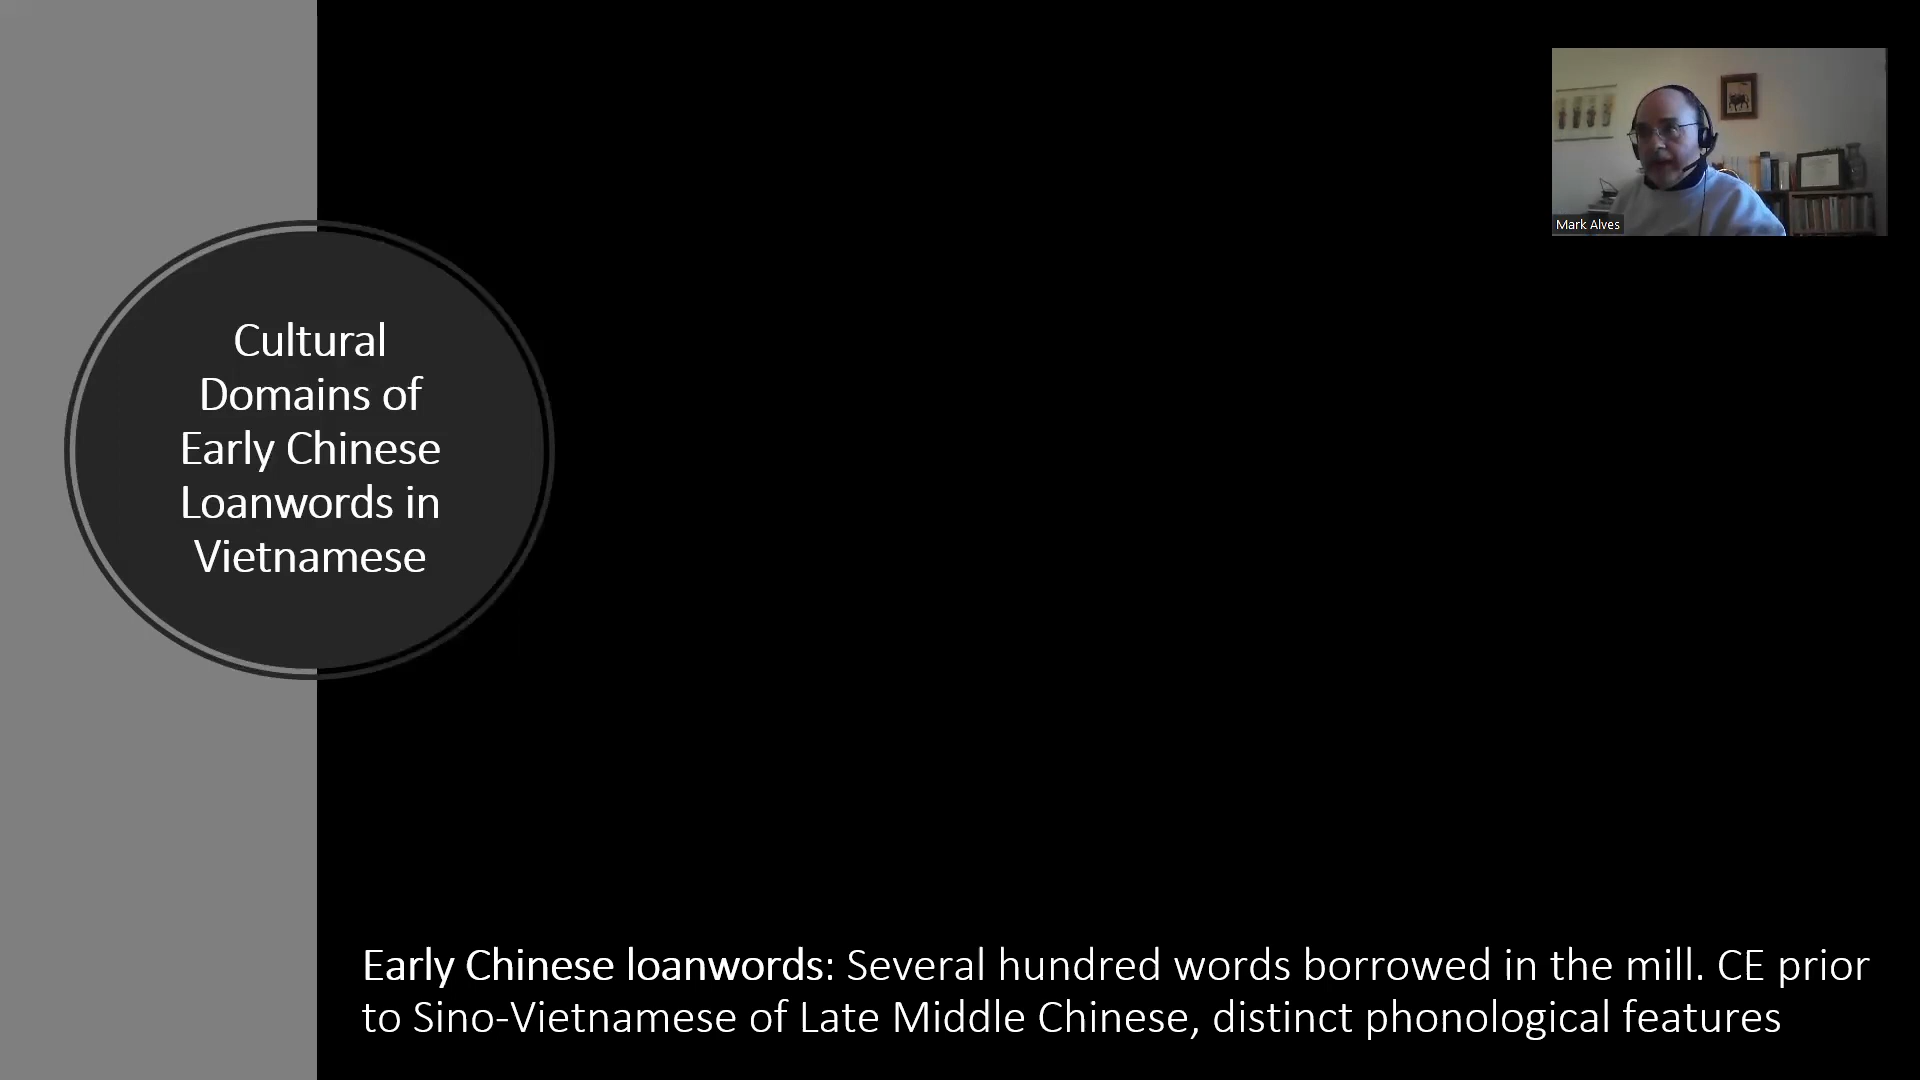 Cultural
Domains of
Early Chinese
Loanwords in
Vietnamese
Mark Alves
Early Chinese loanwords: Several hundred words borrowed in the mill. CE prior
to Sino-Vietnamese of Late Middle Chinese, distinct phonological features